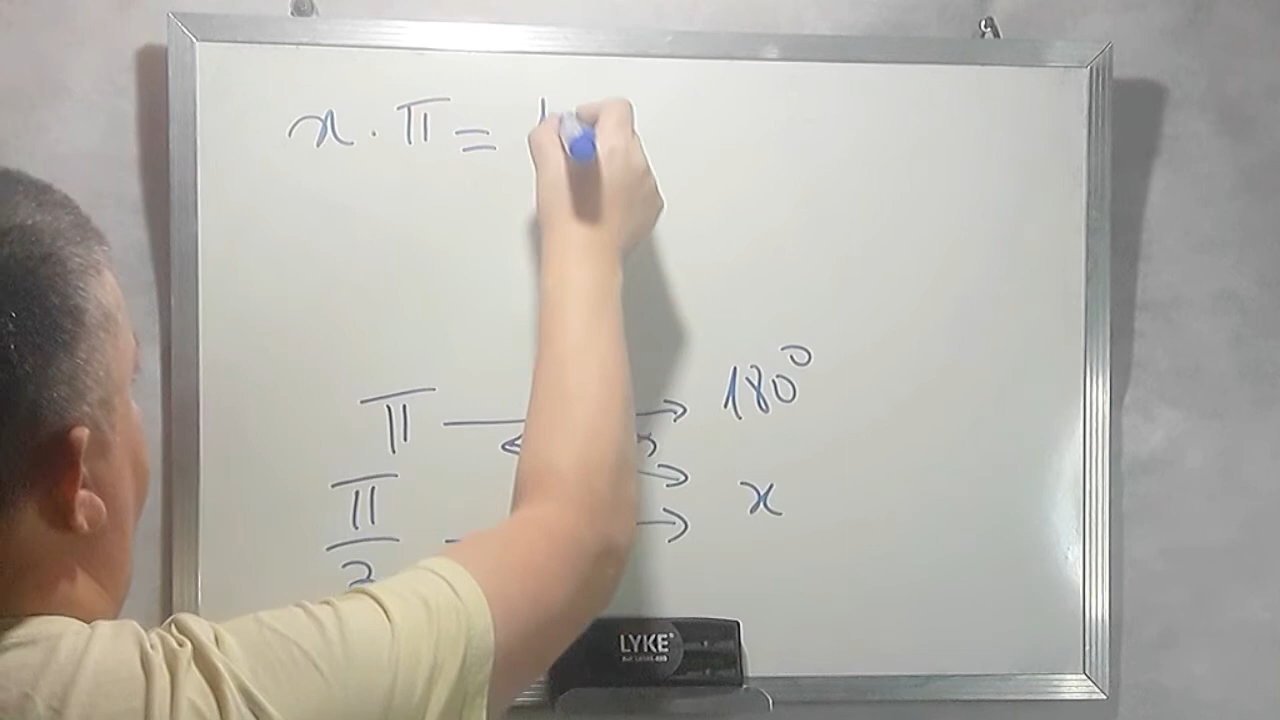 x · π =
π → 180°
π → x
LYKE